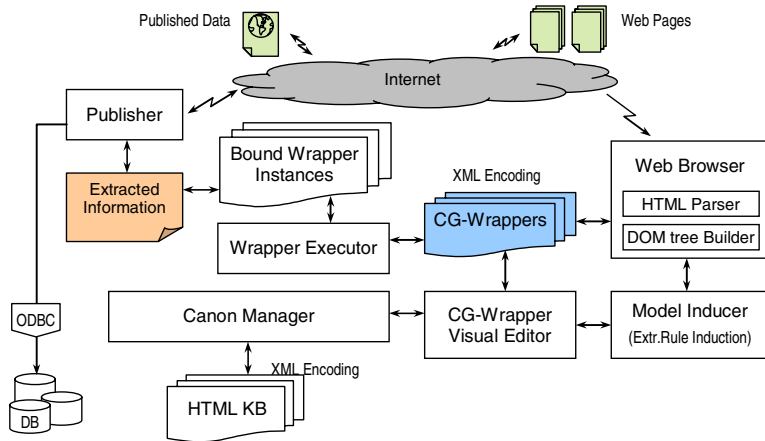 Published Data
Web Pages
Internet
Publisher
Bound Wrapper
Instances
Web Browser
XML Encoding
Extracted
Information
HTML Parser
CG-Wrappers
DOM tree Builder
Wrapper Executor
ODBC
Canon Manager
CG-Wrapper
Visual Editor
Model Inducer
(Extr.Rule Induction)
XML Encoding
HTML KB
DB